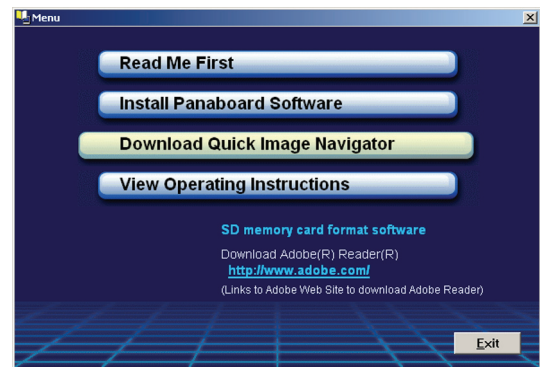 Menu
Read Me First
Install Panaboard Software
Download Quick Image Navigator
View Operating Instructions
SD memory card format software
Download Adobe(R) Reader(R)
http://www.adobe.com/
(Links to Adobe Web Site to download Adobe Reader)
Exit